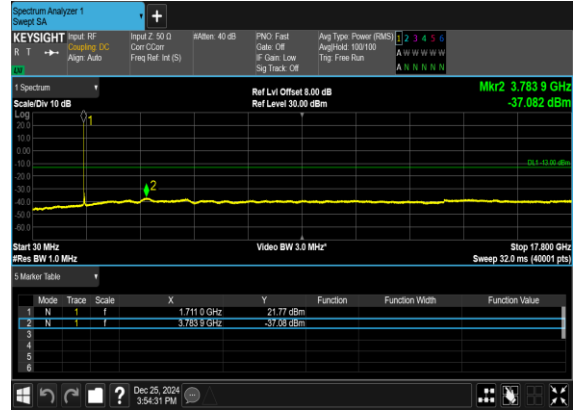 Spectrum Analyzer 1
Swept SA
+
KEYSIGHT Input: RF Input Z: 50 Ω #Atten: 40 dB PNO: Fast Avg Type: Power (RMS) 1 2 3 4 5 6
R T Coupling: DC Corr CCorr Gate: Off Avg|Hold: 100/100 A W W W W W
Align: Auto Freq Ref: Int (S) IF Gain: Low Trig: Free Run
Sig Track: Off A N N N N N
LXI
1 Spectrum Ref Lvl Offset 8.00 dB Mkr2 3.783 9 GHz
Scale/Div 10 dB Ref Level 30.00 dBm -37.082 dBm
Log
1
20.0
10.0
0.00
-10.0
DL1 -13.00 dBm
-20.0
-30.0
2
-40.0
-50.0
-60.0
Start 30 MHz Video BW 3.0 MHz* Stop 17.800 GHz
#Res BW 1.0 MHz Sweep 32.0 ms (40001 pts)
5 Marker Table
Mode Trace Scale X Y Function Function Width Function Value
1 N 1 f 1.711 0 GHz 21.77 dBm
2 N 1 f 3.783 9 GHz -37.08 dBm
3
4
5
6
? Dec 25, 2024
3:54:31 PM